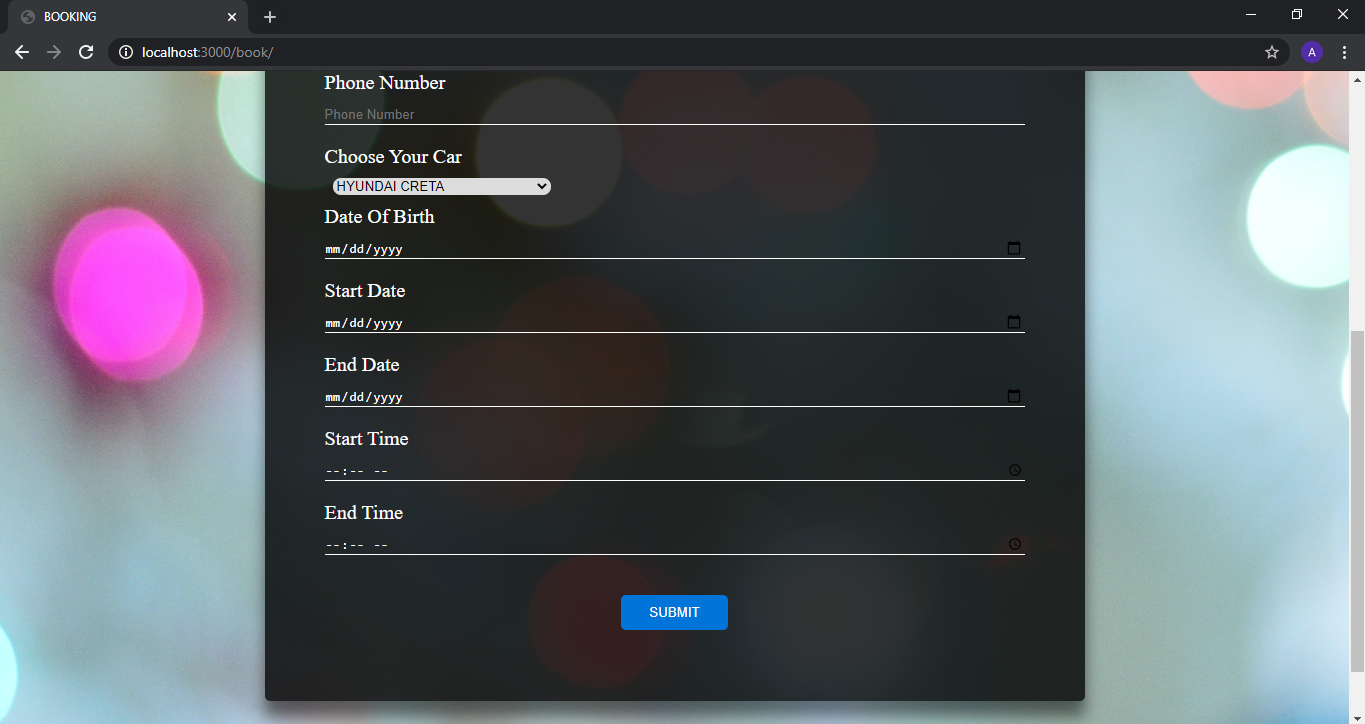 BOOKING
localhost:3000/book/
A
Phone Number
Phone Number
Choose Your Car
HYUNDAI CRETA
Date Of Birth
mm/dd/yyyy
Start Date
mm/dd/yyyy
End Date
mm/dd/yyyy
Start Time
--:-- --
End Time
--:-- --
SUBMIT